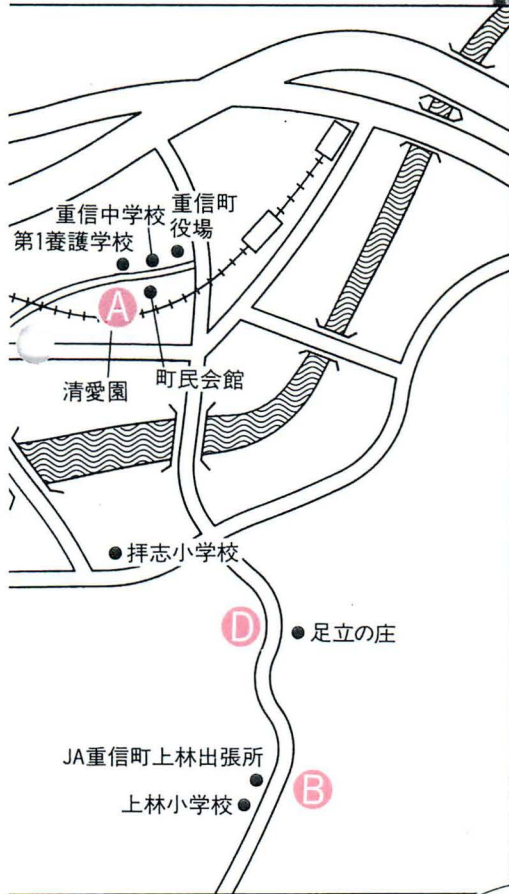 重信町
役場
重信中学校
第1養護学校
A
清愛園
町民会館
拝志小学校
D
足立の庄
JA重信町上林出張所
上林小学校
B